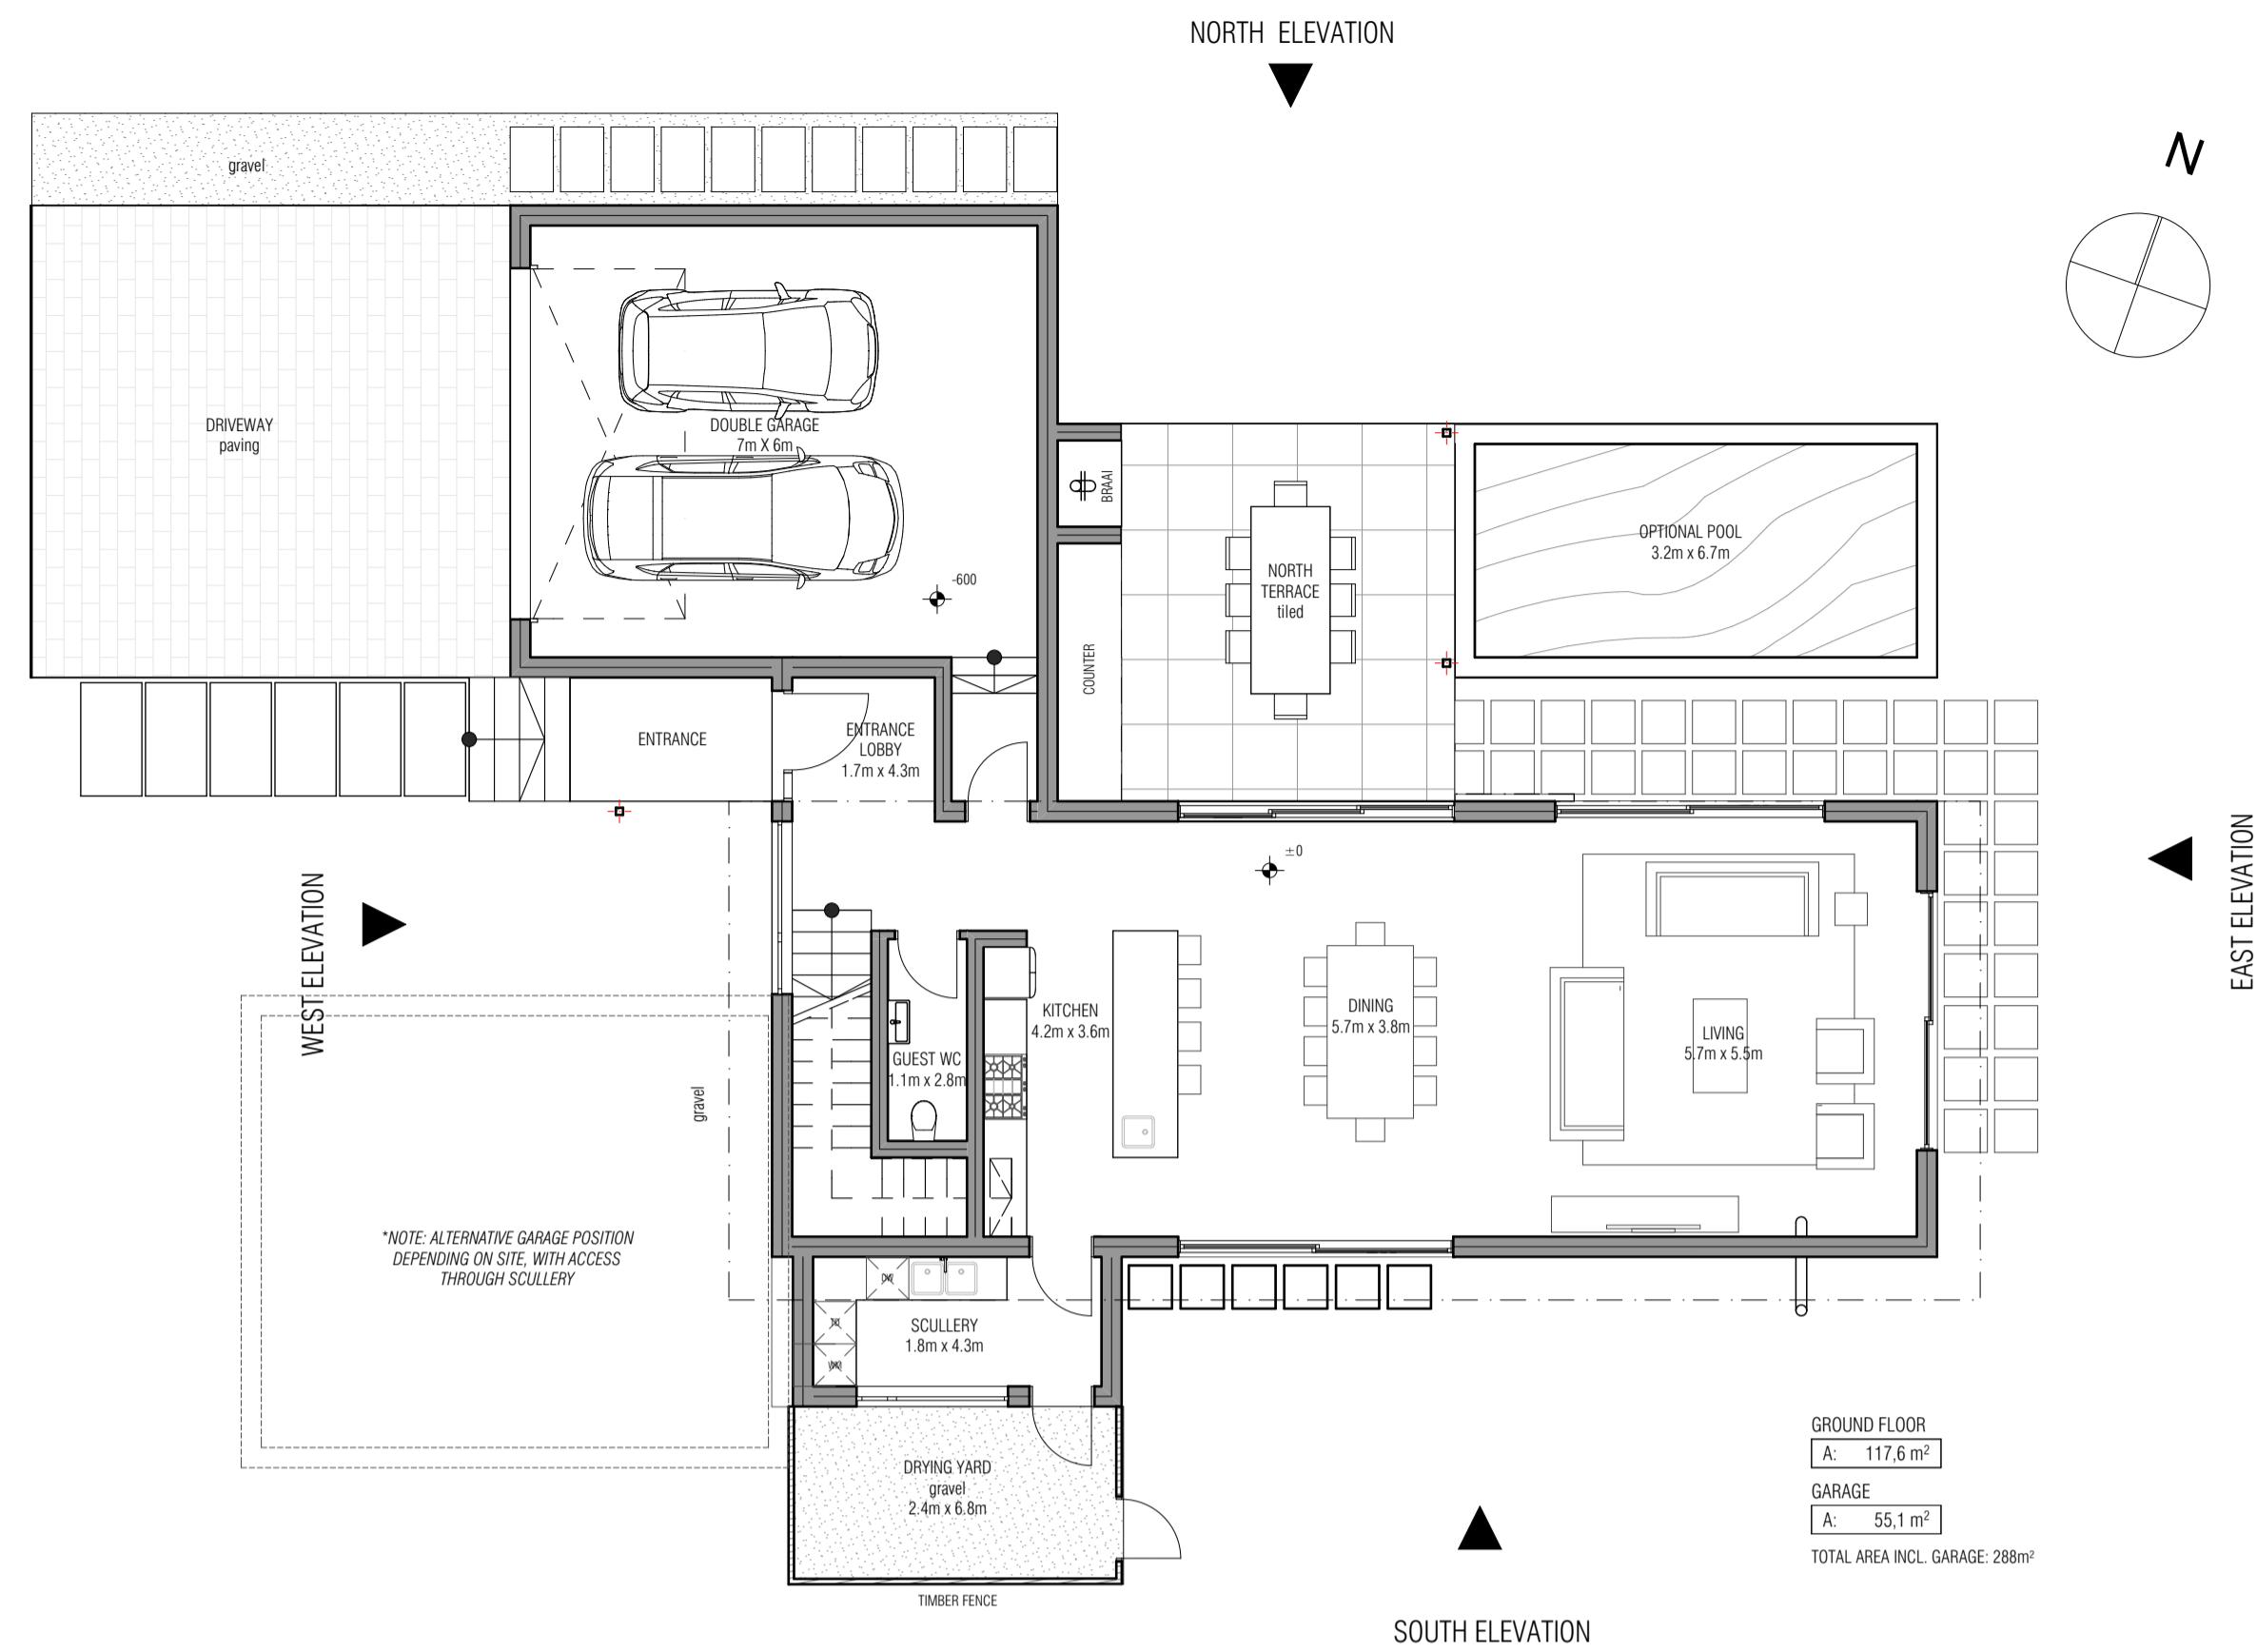 NORTH ELEVATION
N
gravel
DRIVEWAY
paving
DOUBLE GARAGE
7m X 6m
-600
BRAAI
COUNTER
NORTH
TERRACE
tiled
OPTIONAL POOL
3.2m x 6.7m
ENTRANCE
ENTRANCE
LOBBY
1.7m x 4.3m
±0
WEST ELEVATION
EAST ELEVATION
gravel
GUEST WC
1.1m x 2.8m
KITCHEN
4.2m x 3.6m
DINING
5.7m x 3.8m
LIVING
5.7m x 5.5m
*NOTE: ALTERNATIVE GARAGE POSITION
DEPENDING ON SITE, WITH ACCESS
THROUGH SCULLERY
DW
TD
WM
SCULLERY
1.8m x 4.3m
DRYING YARD
gravel
2.4m x 6.8m
TIMBER FENCE
GROUND FLOOR
A: 117,6 m²
GARAGE
A: 55,1 m²
TOTAL AREA INCL. GARAGE: 288m²
SOUTH ELEVATION